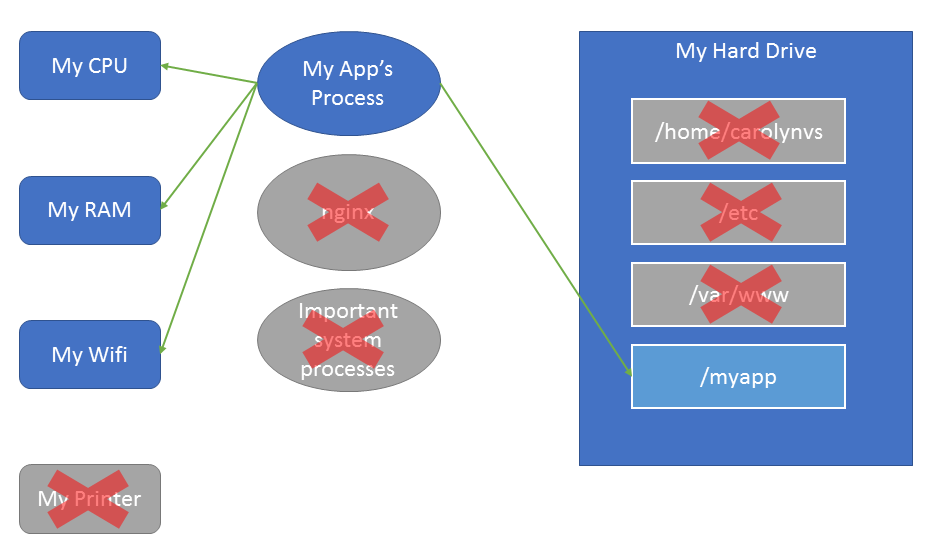 My CPU
My RAM
My Wifi
My Printer
My App's
Process
nginx
Important
system
processes
My Hard Drive
/home/carolynvs
/etc
/var/www
/myapp